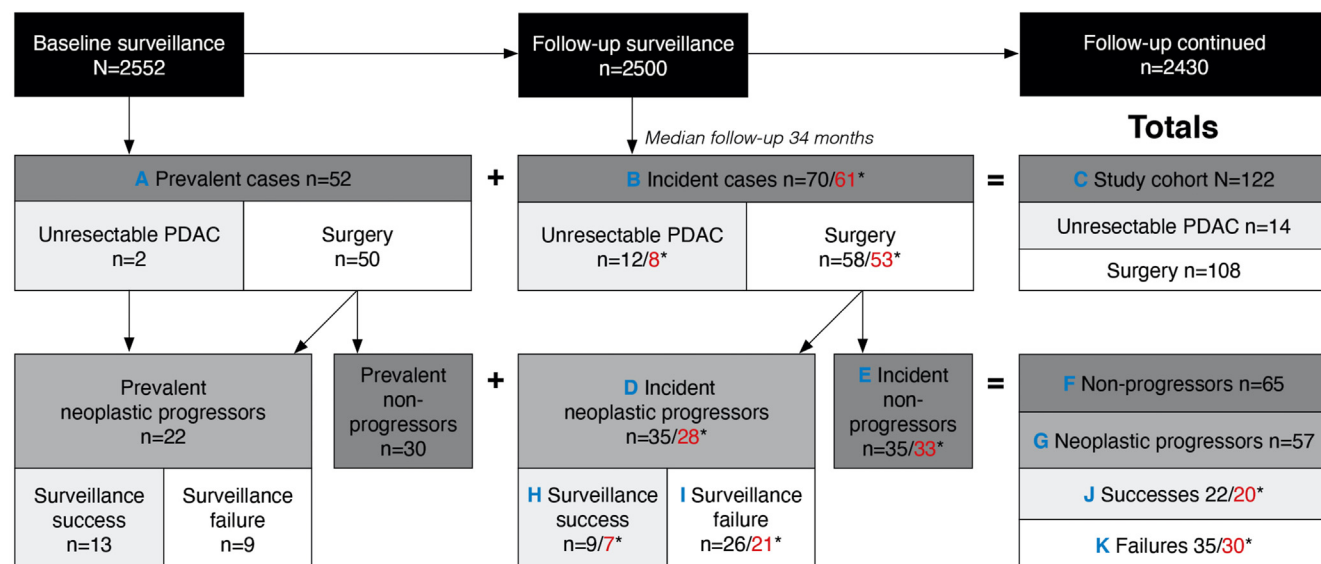 Baseline surveillance
N=2552
Follow-up surveillance
n=2500
Follow-up continued
n=2430
Median follow-up 34 months
Totals
A Prevalent cases n=52
+
B Incident cases n=70/61*
=
C Study cohort N=122
Unresectable PDAC
n=2
Surgery
n=50
Unresectable PDAC
n=12/8*
Surgery
n=58/53*
Unresectable PDAC n=14
Surgery n=108
Prevalent
neoplastic progressors
n=22
Prevalent
non-
progressors
n=30
+
D Incident
neoplastic progressors
n=35/28*
E Incident
non-
progressors
n=35/33*
=
F Non-progressors n=65
G Neoplastic progressors n=57
Surveillance
success
n=13
Surveillance
failure
n=9
H Surveillance
success
n=9/7*
I Surveillance
failure
n=26/21*
J Successes 22/20*
K Failures 35/30*